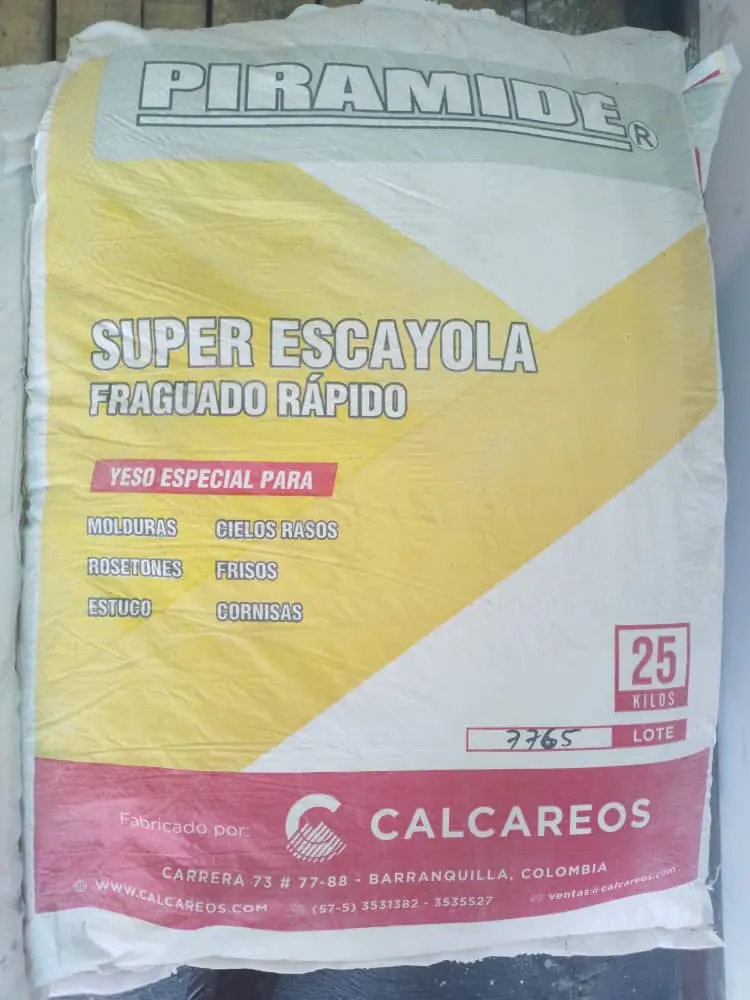 PIRAMIDE®
SUPER ESCAYOLA
FRAGUADO RÁPIDO
YESO ESPECIAL PARA
MOLDURAS CIELOS RASOS
ROSETONES FRISOS
ESTUCO CORNISAS
25
KILOS
7765 LOTE
Fabricado por: CALCAREOS
CARRERA 73 # 77-88 - BARRANQUILLA, COLOMBIA
WWW.CALCAREOS.COM (57-5) 3531382 - 3535527 ventas@calcareos.com